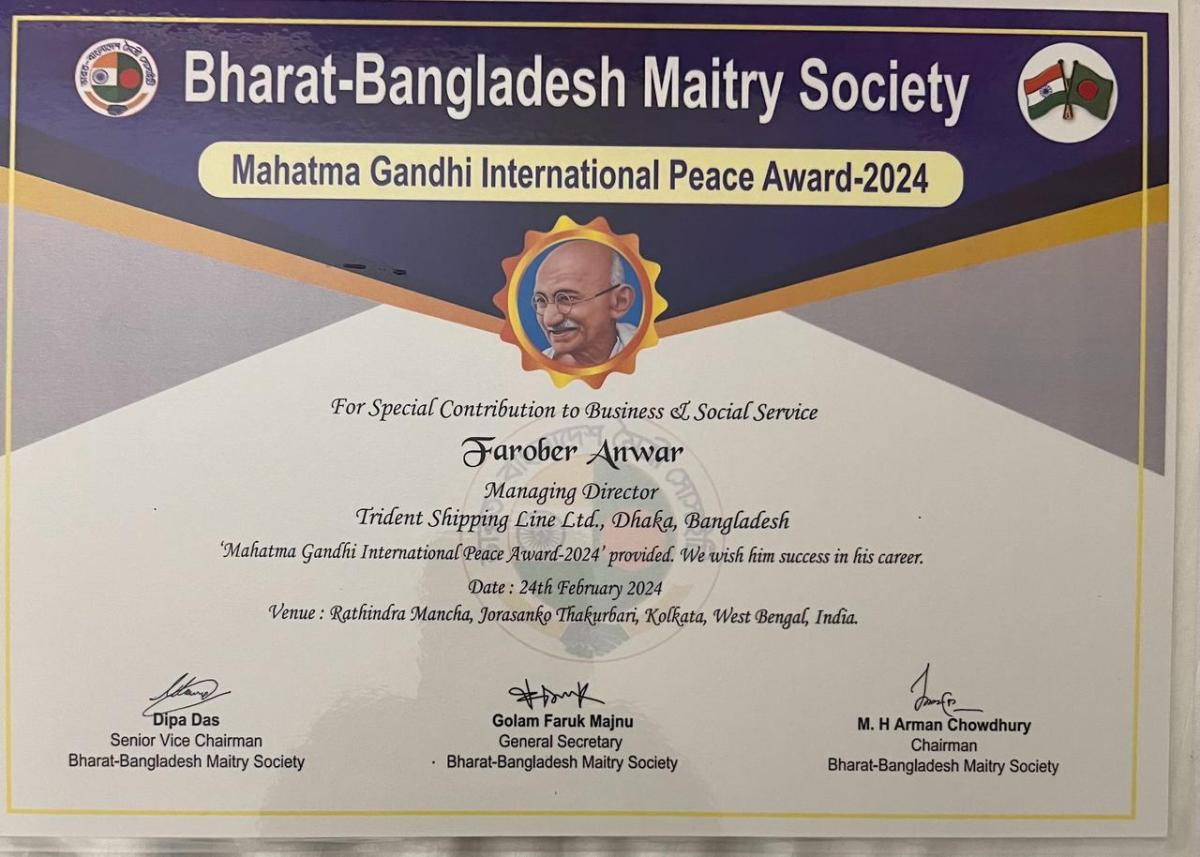 Bharat-Bangladesh Maitry Society
Mahatma Gandhi International Peace Award-2024
For Special Contribution to Business & Social Service
Farober Anwar
Managing Director
Trident Shipping Line Ltd., Dhaka, Bangladesh
'Mahatma Gandhi International Peace Award-2024' provided. We wish him success in his career.
Date : 24th February 2024
Venue : Rathindra Mancha, Jorasanko Thakurbari, Kolkata, West Bengal, India.
Dipa Das
Senior Vice Chairman
Bharat-Bangladesh Maitry Society
Golam Faruk Majnu
General Secretary
Bharat-Bangladesh Maitry Society
M. H Arman Chowdhury
Chairman
Bharat-Bangladesh Maitry Society